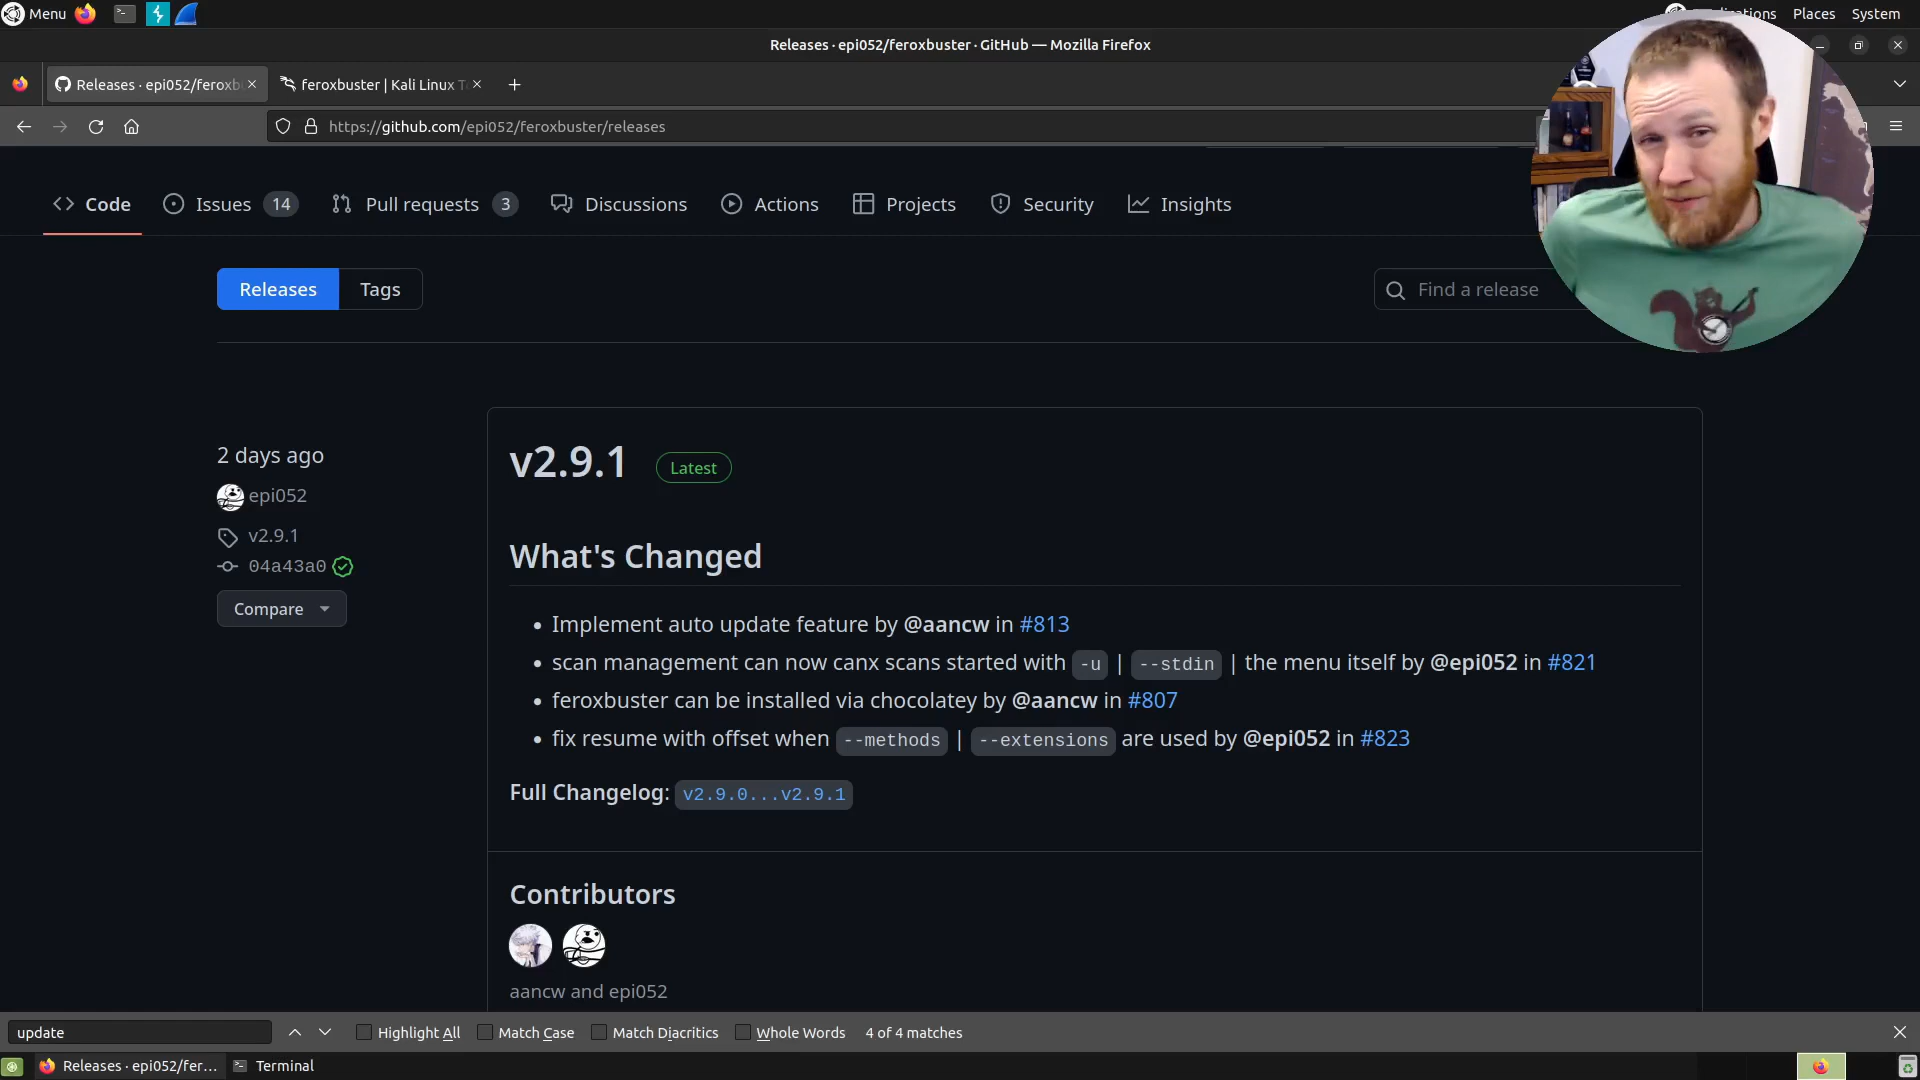 Menu
Places System
Releases · epi052/feroxbuster · GitHub — Mozilla Firefox
Releases · epi052/feroxb
feroxbuster | Kali Linux T
https://github.com/epi052/feroxbuster/releases
Code
Issues 14
Pull requests 3
Discussions
Actions
Projects
Security
Insights
Releases
Tags
Find a release
2 days ago
epi052
v2.9.1
04a43a0
Compare
v2.9.1 Latest
What's Changed
• Implement auto update feature by @aancw in #813
• scan management can now canx scans started with -u | --stdin | the menu itself by @epi052 in #821
• feroxbuster can be installed via chocolatey by @aancw in #807
• fix resume with offset when --methods | --extensions are used by @epi052 in #823
Full Changelog: v2.9.0...v2.9.1
Contributors
aancw and epi052
update
Highlight All
Match Case
Match Diacritics
Whole Words
4 of 4 matches
Releases · epi052/fer...
Terminal